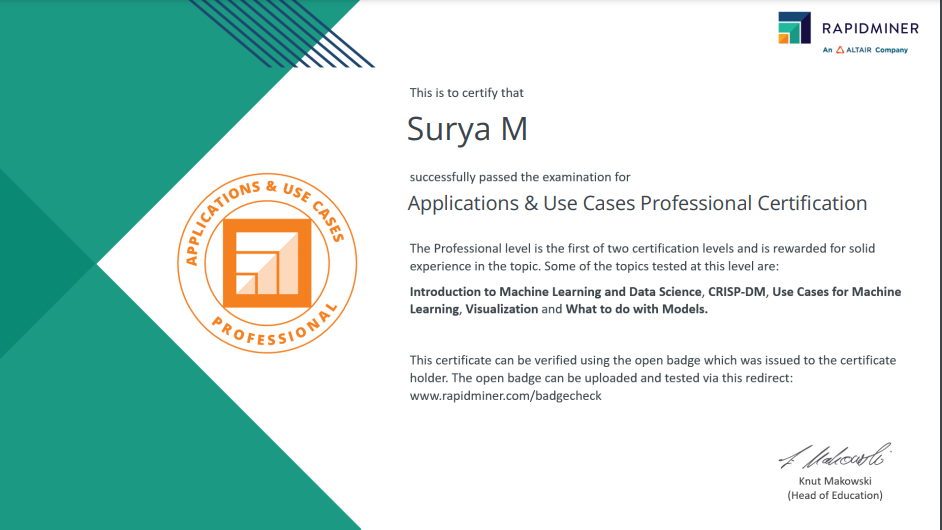 RAPIDMINER
An ALTAIR Company
This is to certify that
Surya M
successfully passed the examination for
Applications & Use Cases Professional Certification
APPLICATIONS & USE CASES
PROFESSIONAL
The Professional level is the first of two certification levels and is rewarded for solid
experience in the topic. Some of the topics tested at this level are:
Introduction to Machine Learning and Data Science, CRISP-DM, Use Cases for Machine
Learning, Visualization and What to do with Models.
This certificate can be verified using the open badge which was issued to the certificate
holder. The open badge can be uploaded and tested via this redirect:
www.rapidminer.com/badgecheck
Knut Makowski
(Head of Education)